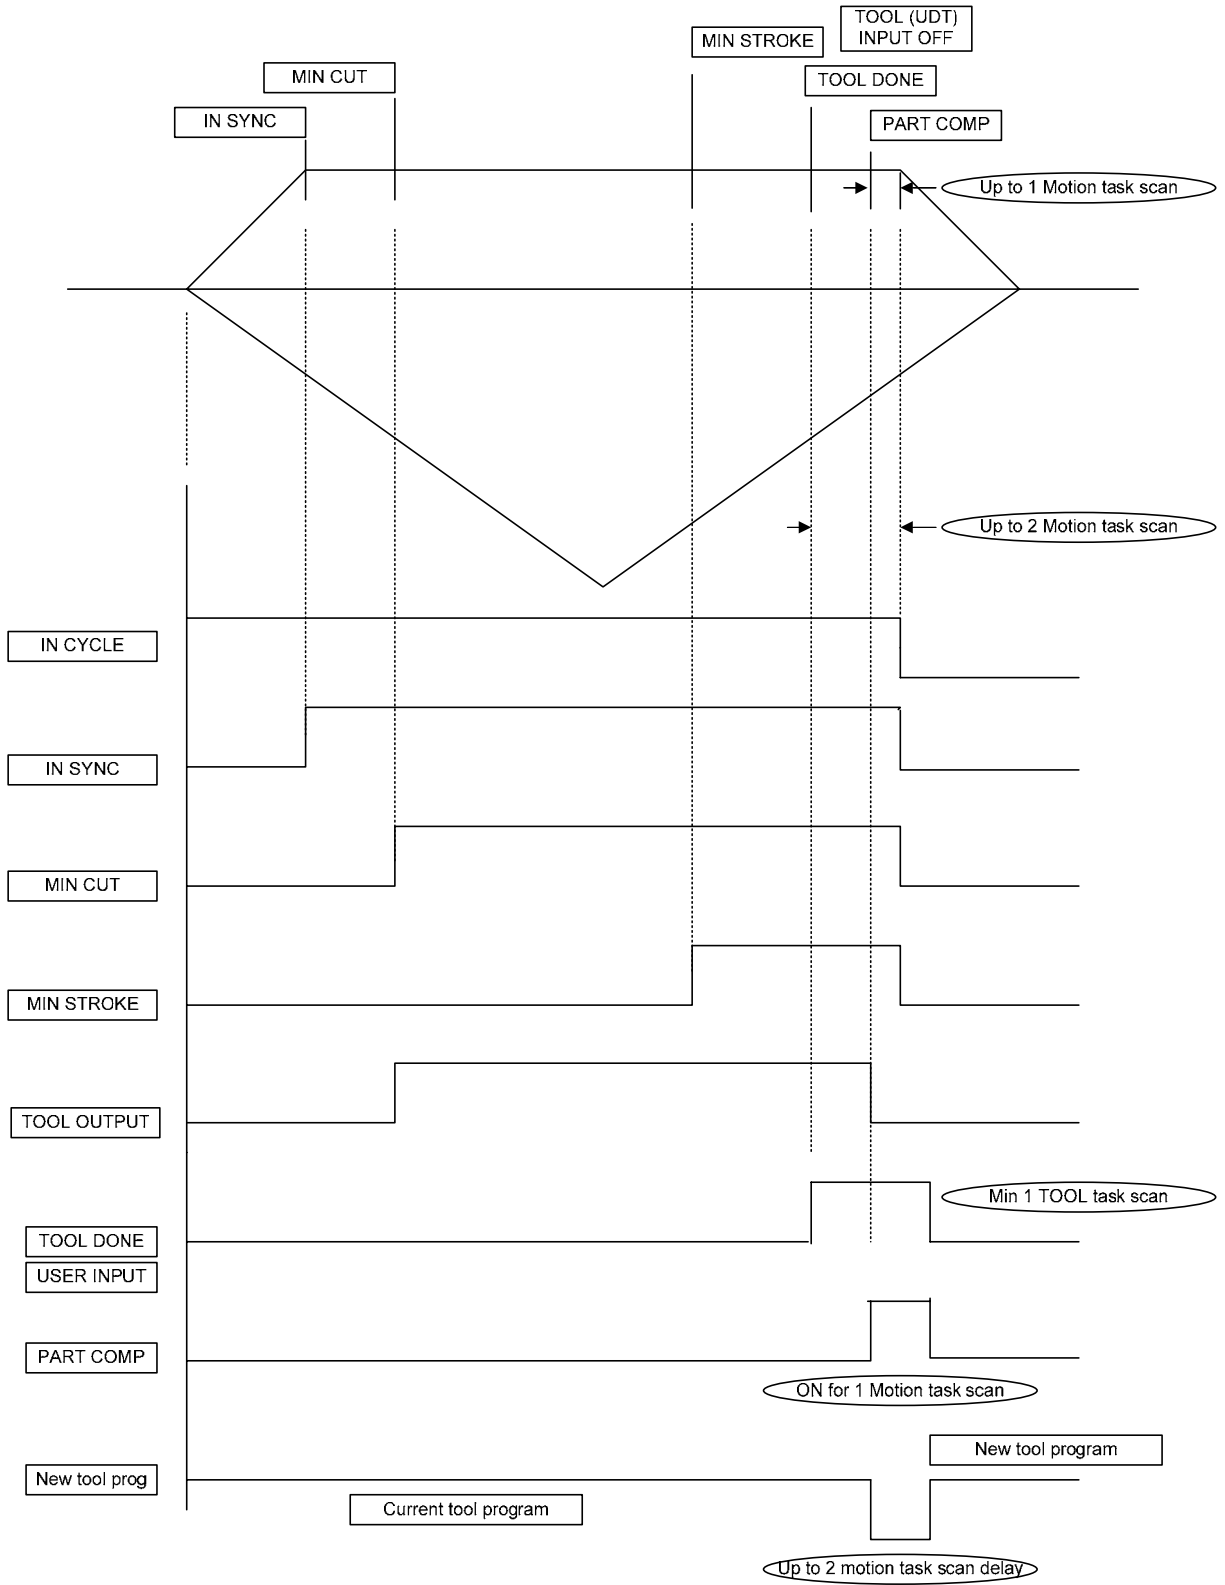 TOOL (UDT)
INPUT OFF
MIN STROKE
MIN CUT
TOOL DONE
IN SYNC
PART COMP
Up to 1 Motion task scan
Up to 2 Motion task scan
IN CYCLE
IN SYNC
MIN CUT
MIN STROKE
TOOL OUTPUT
Min 1 TOOL task scan
TOOL DONE
USER INPUT
PART COMP
ON for 1 Motion task scan
New tool program
New tool prog
Current tool program
Up to 2 motion task scan delay